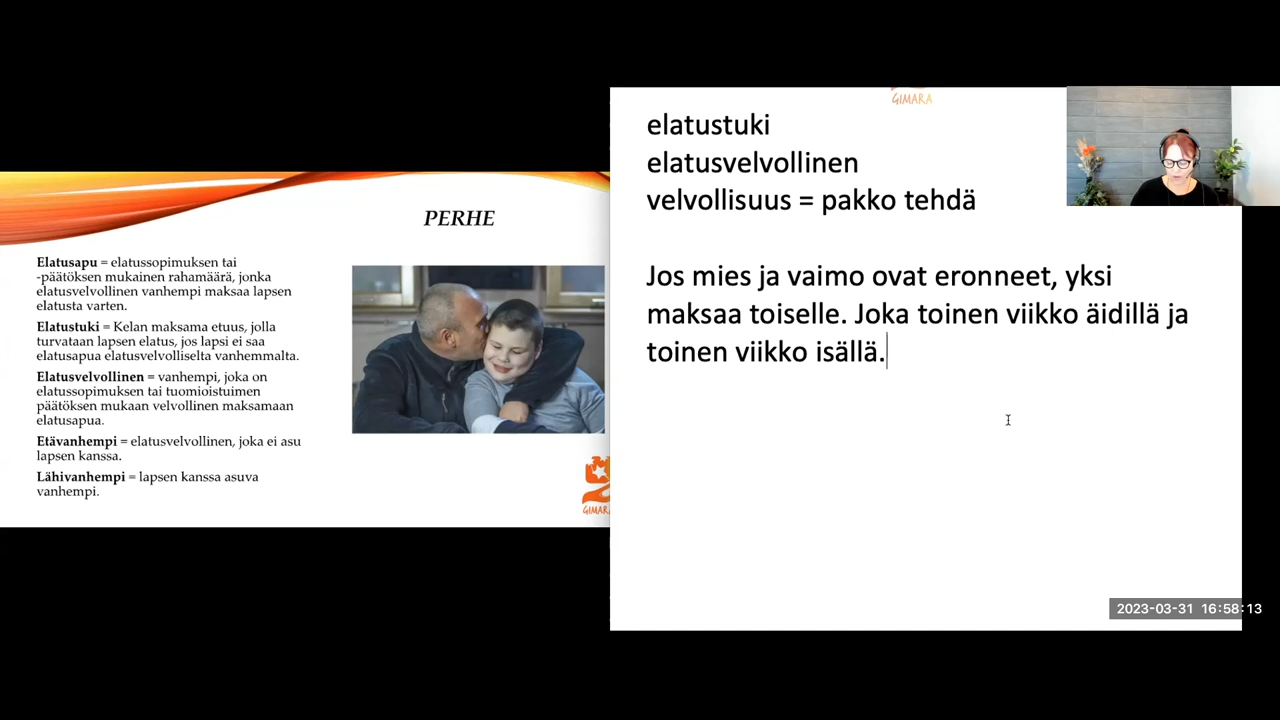 PERHE
Elatusapu = elatussopimuksen tai
-päätöksen mukainen rahamäärä, jonka
elatusvelvollinen vanhempi maksaa lapsen
elatusta varten.
Elatustuki = Kelan maksama etuus, jolla
turvataan lapsen elatus, jos lapsi ei saa
elatusapua elatusvelvolliselta vanhemmalta.
Elatusvelvollinen = vanhempi, joka on
elatussopimuksen tai tuomioistuimen
päätöksen mukaan velvollinen maksamaan
elatusapua.
Etävanhempi = elatusvelvollinen, joka ei asu
lapsen kanssa.
Lähivanhempi = lapsen kanssa asuva
vanhempi.
GIMARA
GIMARA
elatustuki
elatusvelvollinen
velvollisuus = pakko tehdä
Jos mies ja vaimo ovat eronneet, yksi
maksaa toiselle. Joka toinen viikko äidillä ja
toinen viikko isällä.
2023-03-31 16:58:13